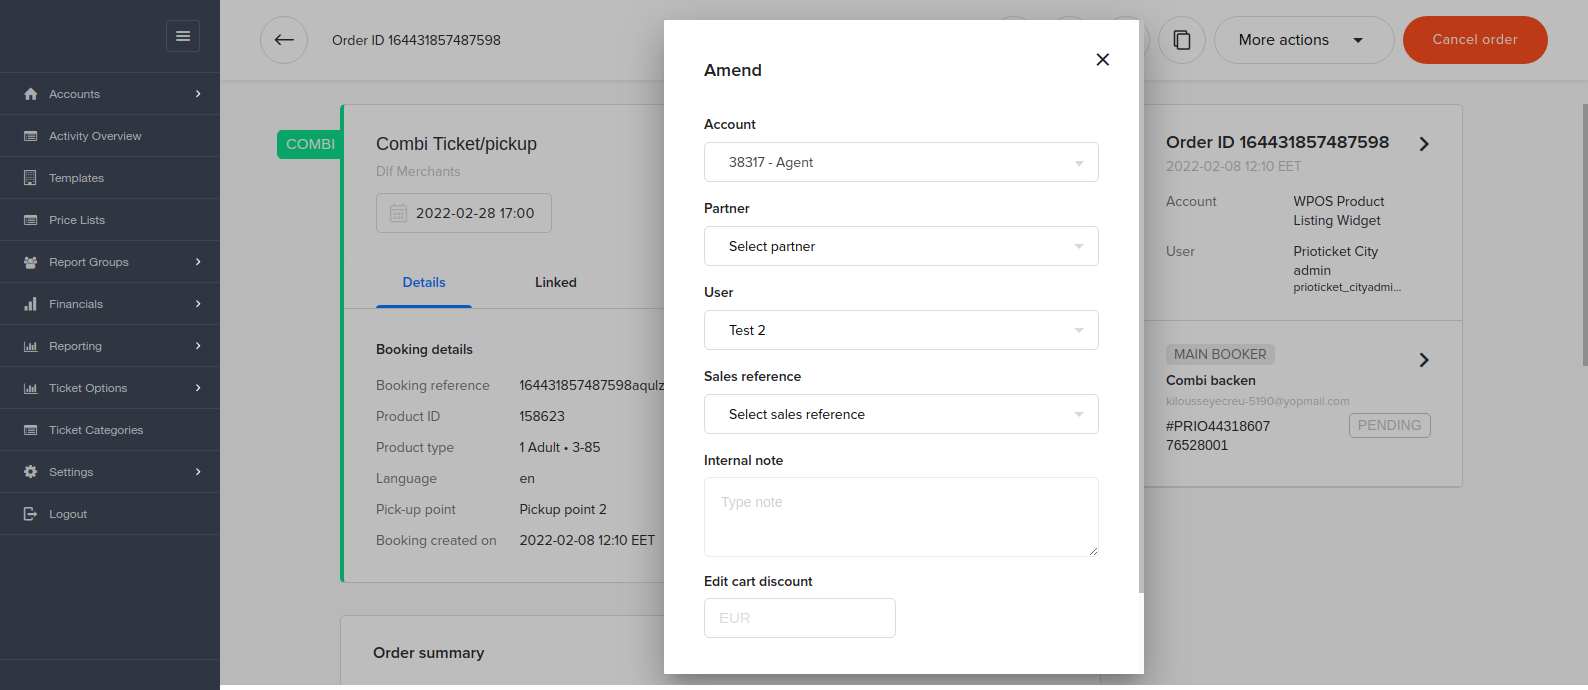 Accounts
Activity Overview
Templates
Price Lists
Report Groups
Financials
Reporting
Ticket Options
Ticket Categories
Settings
Logout
Order ID 164431857487598
More actions
Cancel order
COMBI
Combi Ticket/pickup
Dlf Merchants
2022-02-28 17:00
Details Linked
Booking details
Booking reference 164431857487598aqulz
Product ID 158623
Product type 1 Adult • 3-85
Language en
Pick-up point Pickup point 2
Booking created on 2022-02-08 12:10 EET
Order summary
Amend
Account
38317 - Agent
Partner
Select partner
User
Test 2
Sales reference
Select sales reference
Internal note
Type note
Edit cart discount
EUR
Order ID 164431857487598
2022-02-08 12:10 EET
Account WPOS Product
Listing Widget
User Prioticket City
admin
prioticket_cityadmi...
MAIN BOOKER
Combi backen
kilousseyecreu-5190@yopmail.com
#PRIO44318607
76528001
PENDING